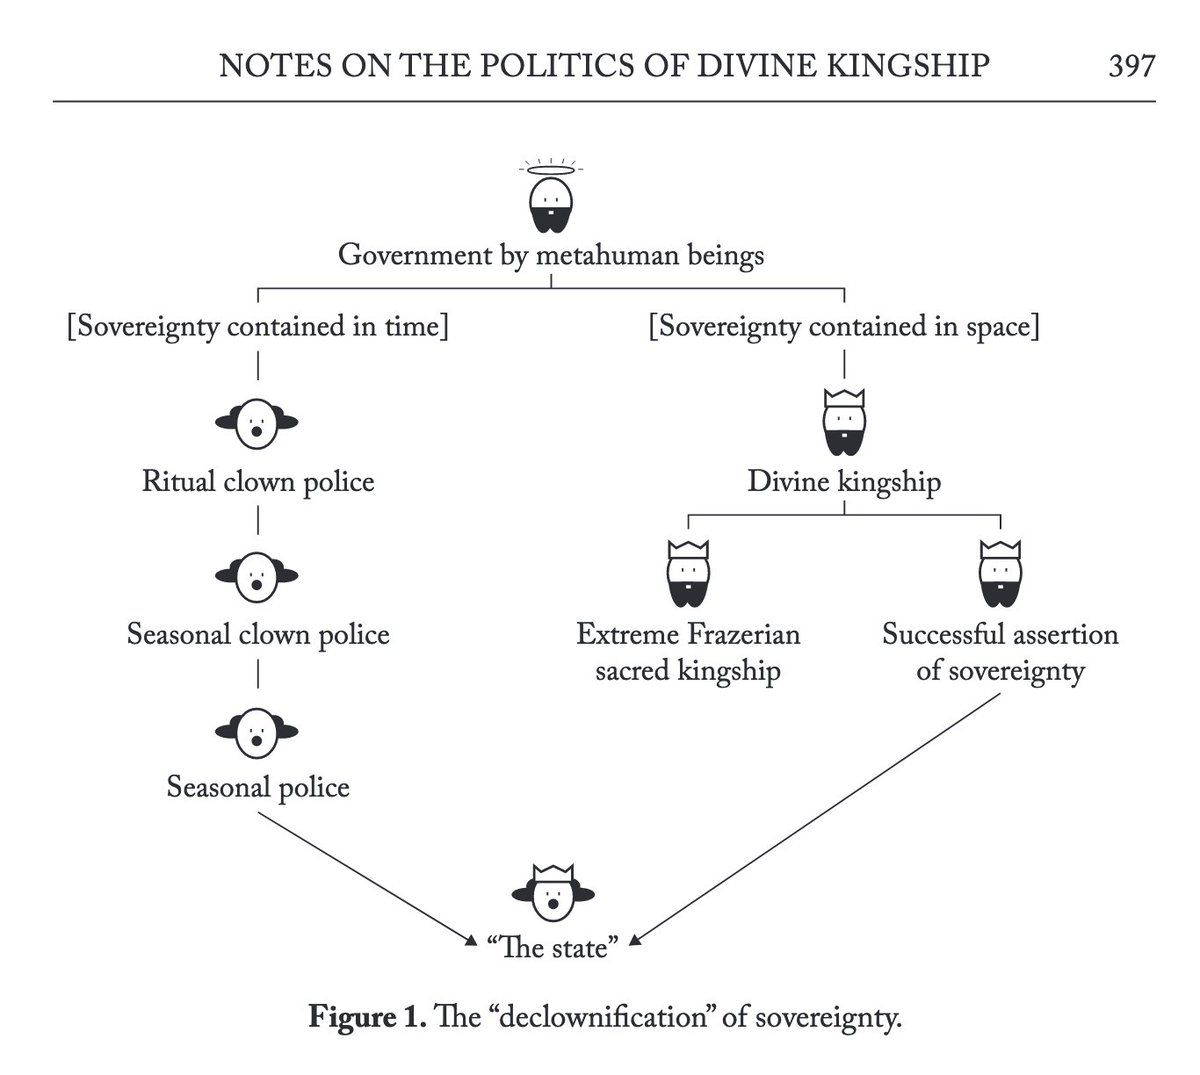 NOTES ON THE POLITICS OF DIVINE KINGSHIP 397
Government by metahuman beings
[Sovereignty contained in time] [Sovereignty contained in space]
Ritual clown police
Divine kingship
Seasonal clown police
Extreme Frazerian
sacred kingship
Successful assertion
of sovereignty
Seasonal police
“The state”
Figure 1. The “declownification” of sovereignty.